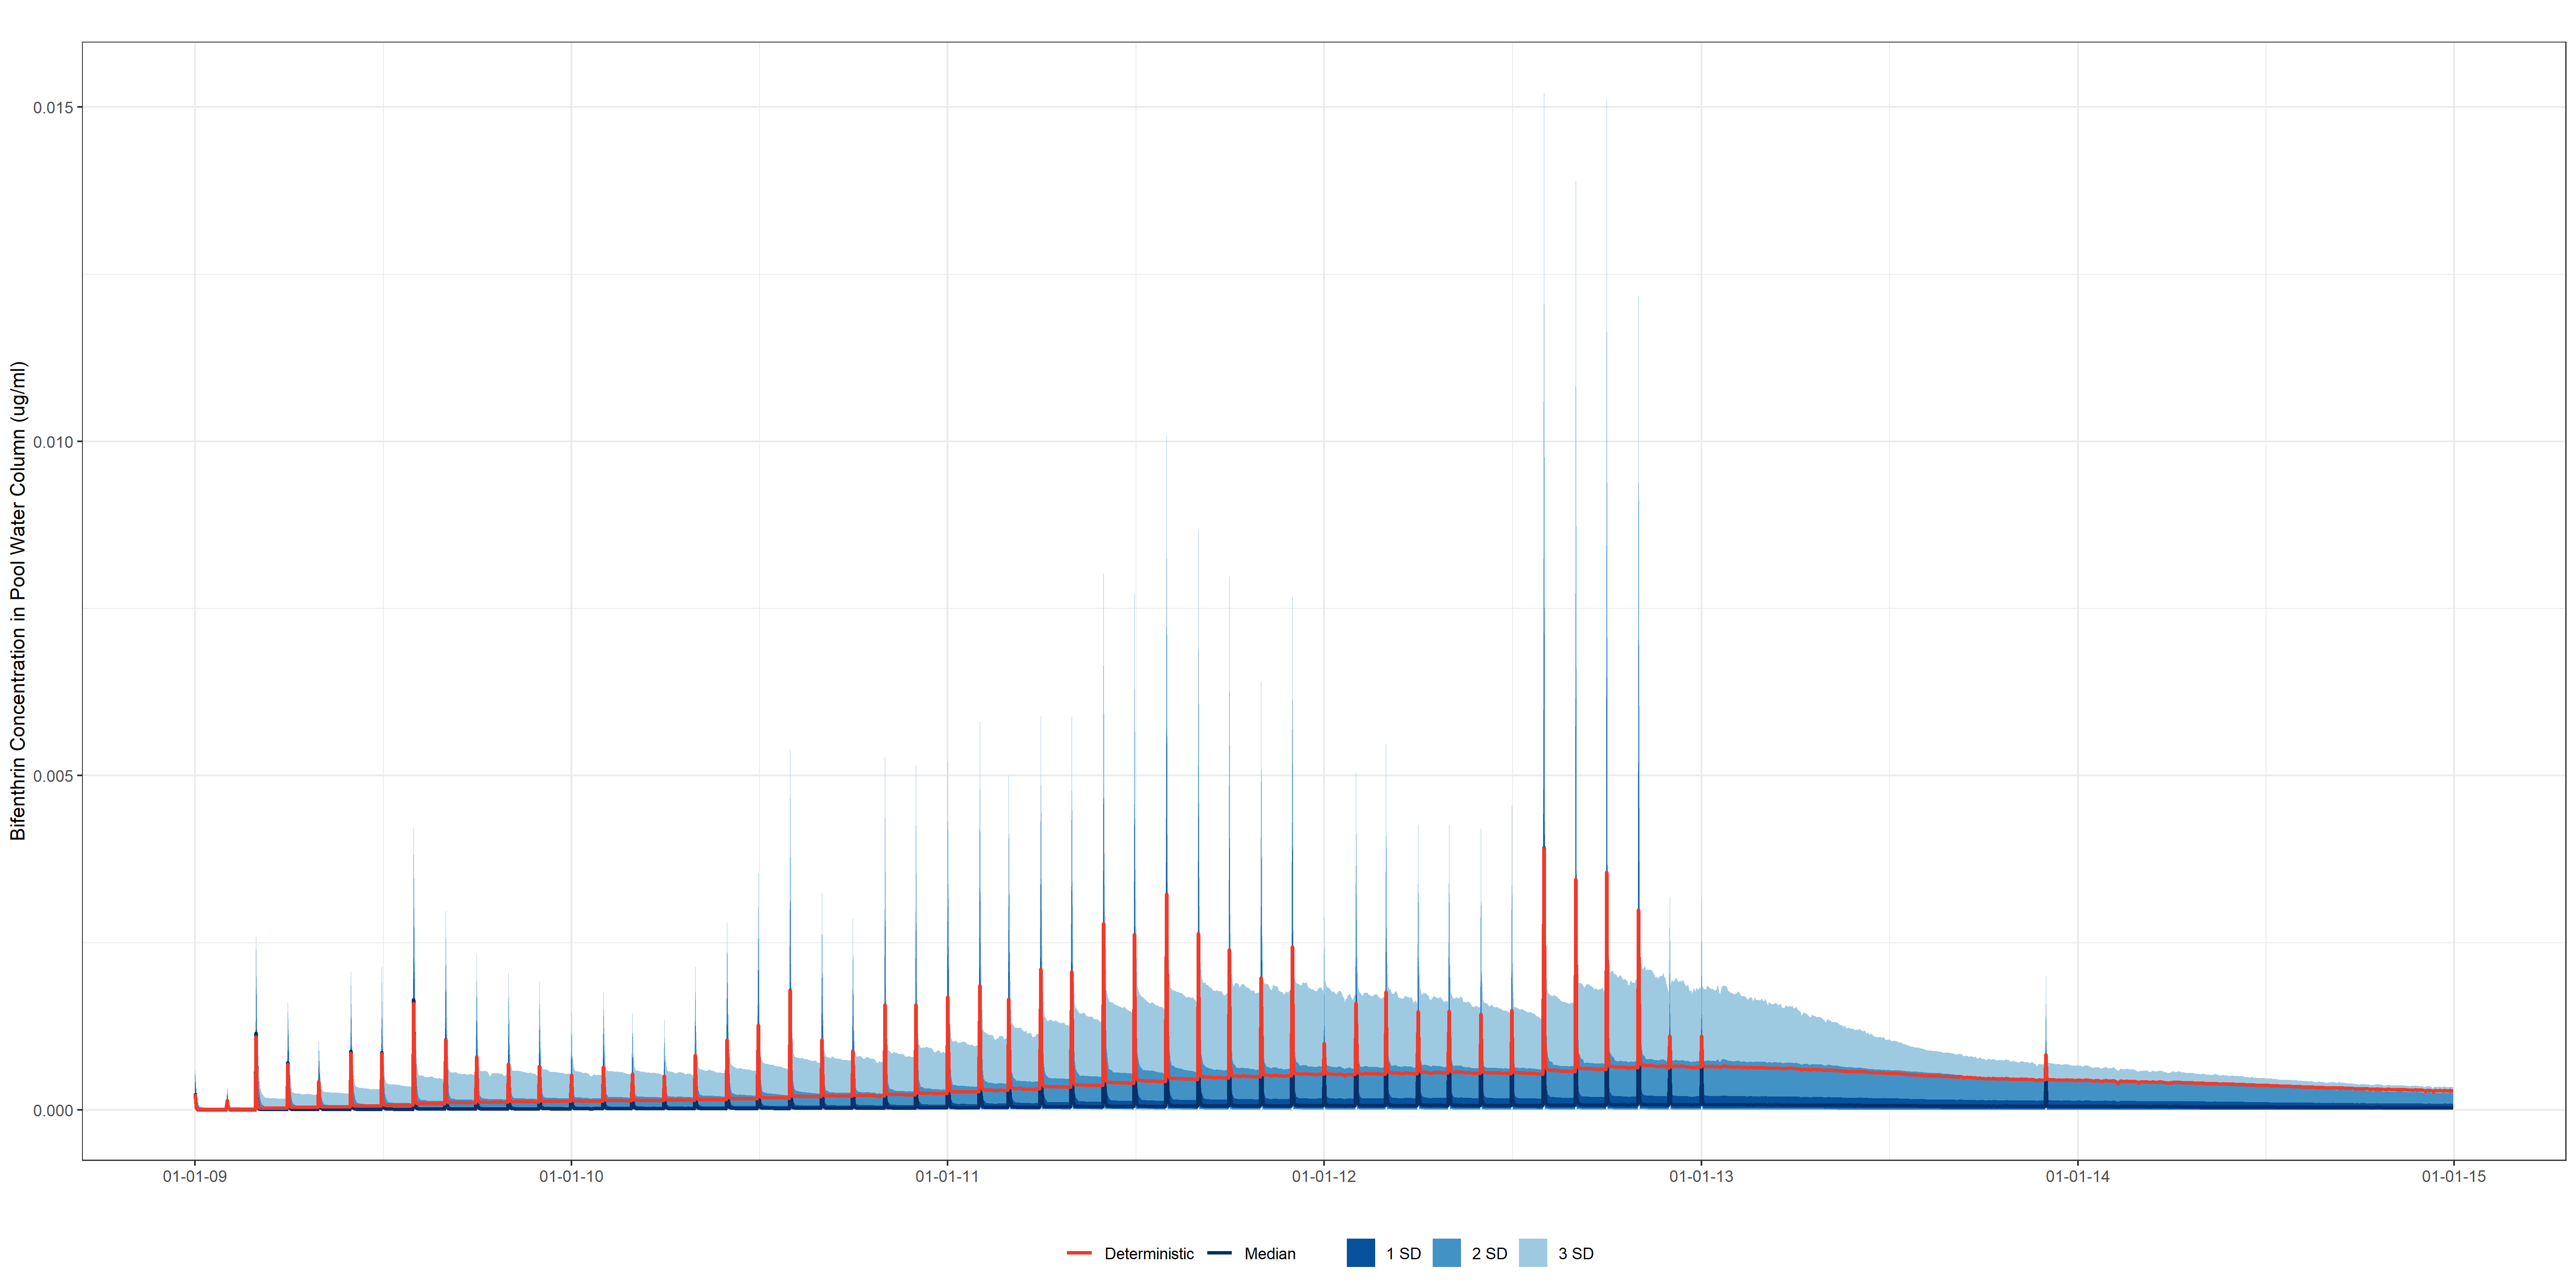 Bifenthrin Concentration in Pool Water Column (ug/ml)
0.015
0.010
0.005
0.000
01-01-09 01-01-10 01-01-11 01-01-12 01-01-13 01-01-14 01-01-15
Deterministic Median 1 SD 2 SD 3 SD